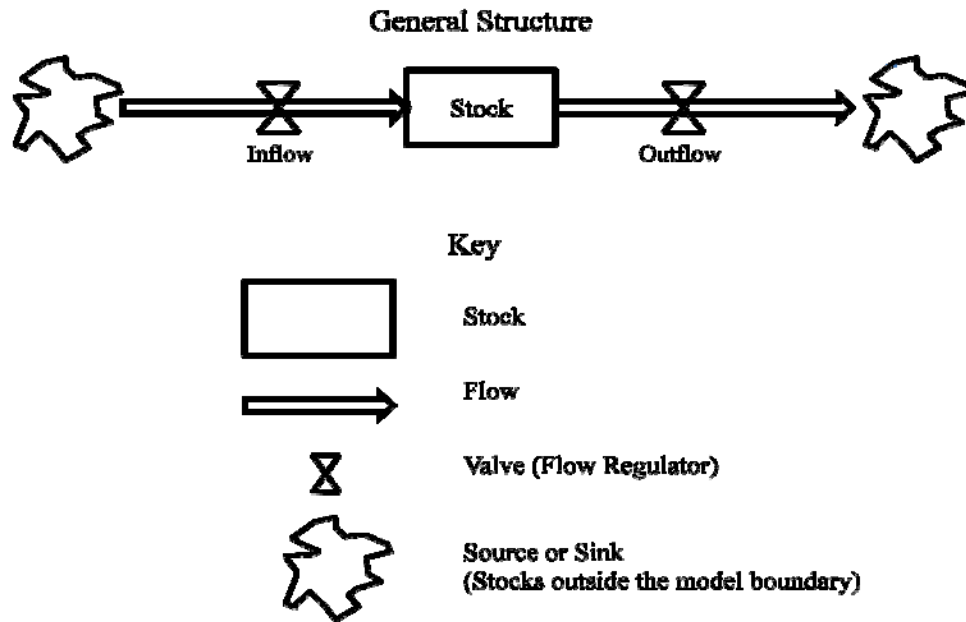 General Structure
Stock
Inflow
Outflow
Key
Stock
Flow
Valve (Flow Regulator)
Source or Sink
(Stocks outside the model boundary)